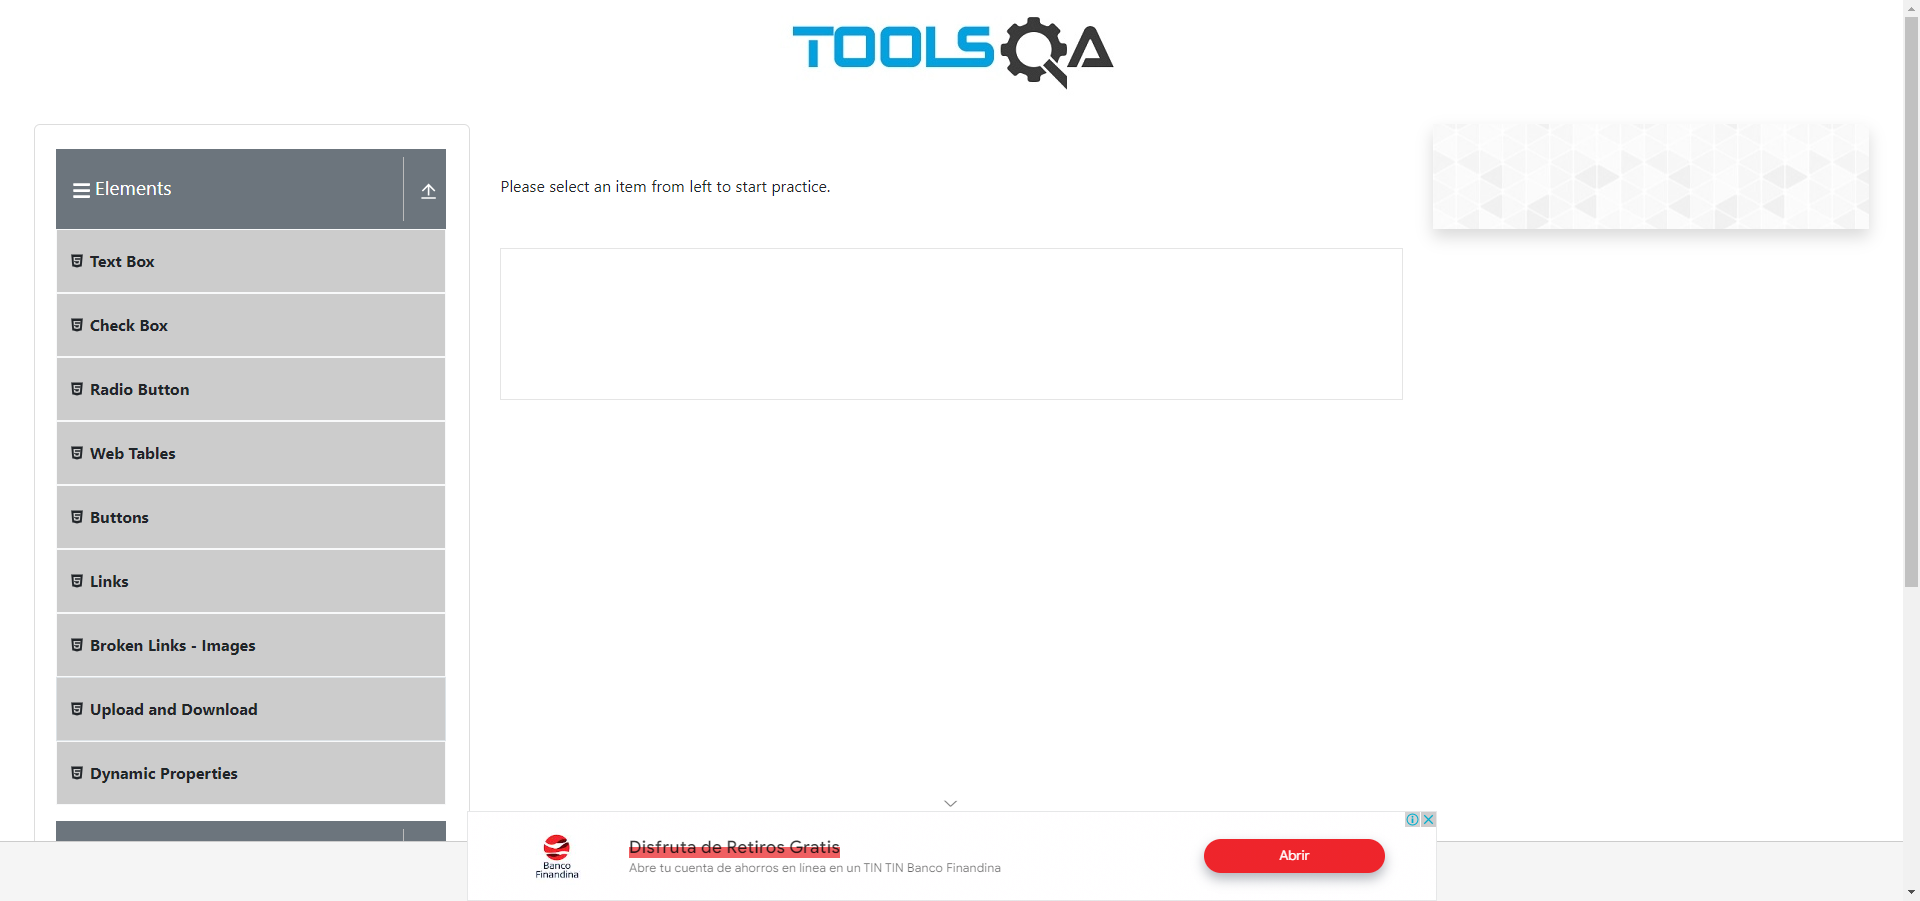 TOOLSQA
Elements
Please select an item from left to start practice.
Text Box
Check Box
Radio Button
Web Tables
Buttons
Links
Broken Links - Images
Upload and Download
Dynamic Properties
Banco
Finandina
Disfruta de Retiros Gratis
Abre tu cuenta de ahorros en línea en un TIN TIN Banco Finandina
Abrir